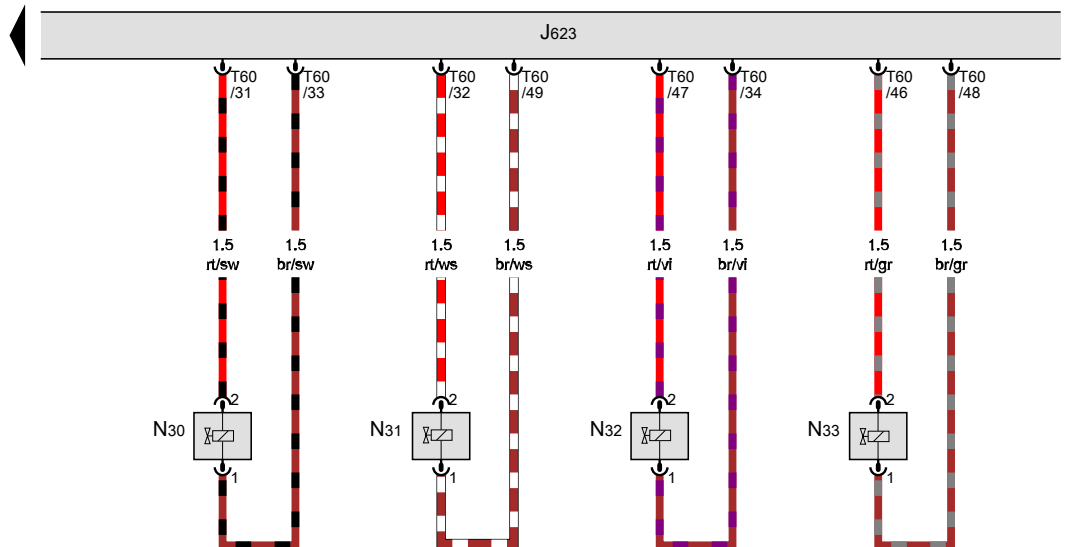 J623
T60 T60 T60 T60 T60 T60 T60 T60
/31 /33 /32 /49 /47 /34 /46 /48
1.5 1.5 1.5 1.5 1.5 1.5 1.5 1.5
rt/sw br/sw rt/ws br/ws rt/vi br/vi rt/gr br/gr
2 2 2 2
N30 N31 N32 N33
1 1 1 1